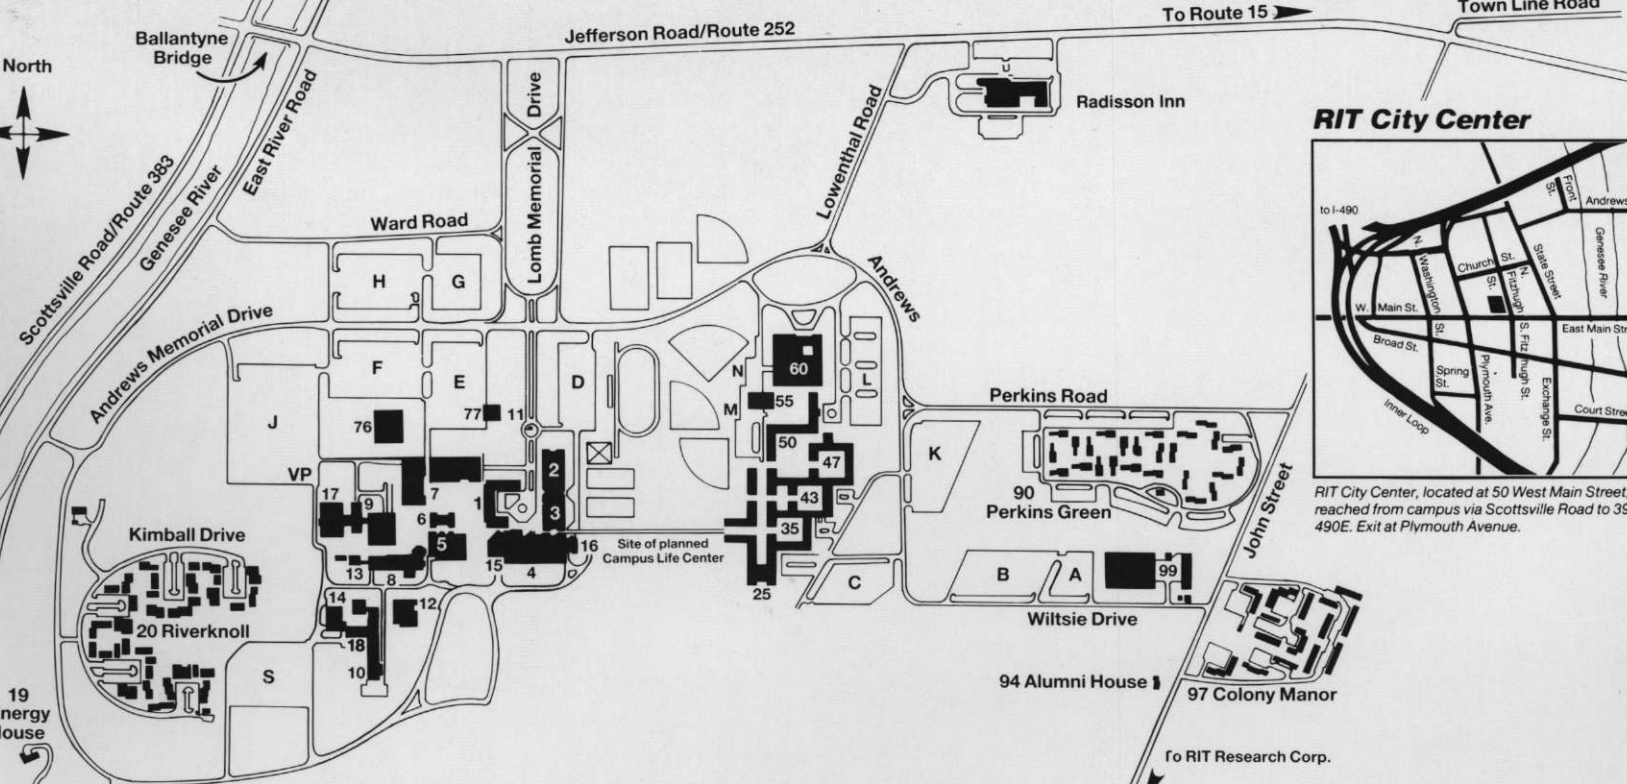 Town Line Road
To Route 15
Jefferson Road/Route 252
Ballantyne
Bridge
North
East River Road
Drive
Lomb Memorial
Lowenthal Road
Radisson Inn
RIT City Center
Scottsville Road/Route 383
Genesee River
Ward Road
H
G
Andrews
Andrews Memorial Drive
F
E
D
J
76
77
11
N
M
L
60
55
50
47
43
35
25
K
Perkins Road
90
Perkins Green
John Street
VP
17
9
7
6
5
1
2
3
15
4
16
13
8
14
12
18
10
Site of planned
Campus Life Center
Kimball Drive
20 Riverknoll
S
C
B
A
99
Wiltsie Drive
94 Alumni House
97 Colony Manor
19
nergy
ouse
To RIT Research Corp.
to I-490
Front
St.
Andrews
N.
Washington
St.
Church St.
N.
Fitzhugh
St.
State Street
Genesee River
W. Main St.
East Main Str
Broad St.
Spring
St.
Plymouth Ave.
S. Fitzhugh St.
Exchange St.
Court Stree
Inner Loop
RIT City Center, located at 50 West Main Street,
reached from campus via Scottsville Road to 39
490E. Exit at Plymouth Avenue.